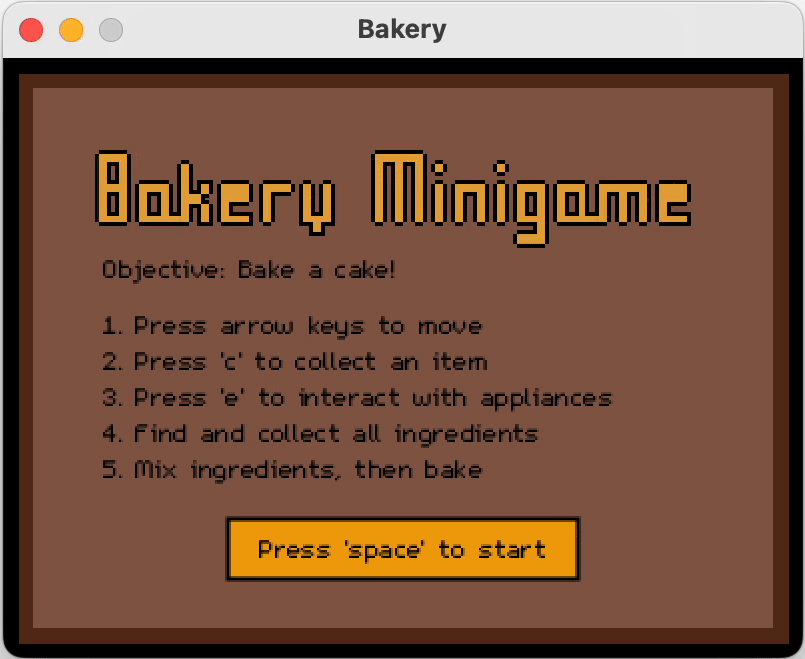 Bakery
Bakery Minigame
Objective: Bake a cake!
1. Press arrow keys to move
2. Press 'c' to collect an item
3. Press 'e' to interact with appliances
4. Find and collect all ingredients
5. Mix ingredients, then bake
Press 'space' to start